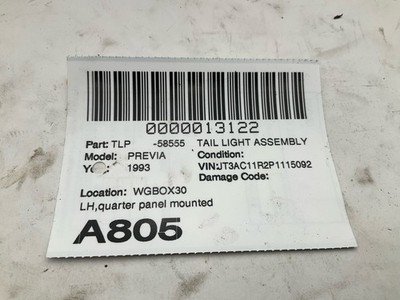 0000013122
Part: TLP -58555 TAIL LIGHT ASSEMBLY
Model: PREVIA Condition:
1993 VIN:JT3AC11R2P1115092
Damage Code:
Location: WGBOX30
LH,quarter panel mounted
A805